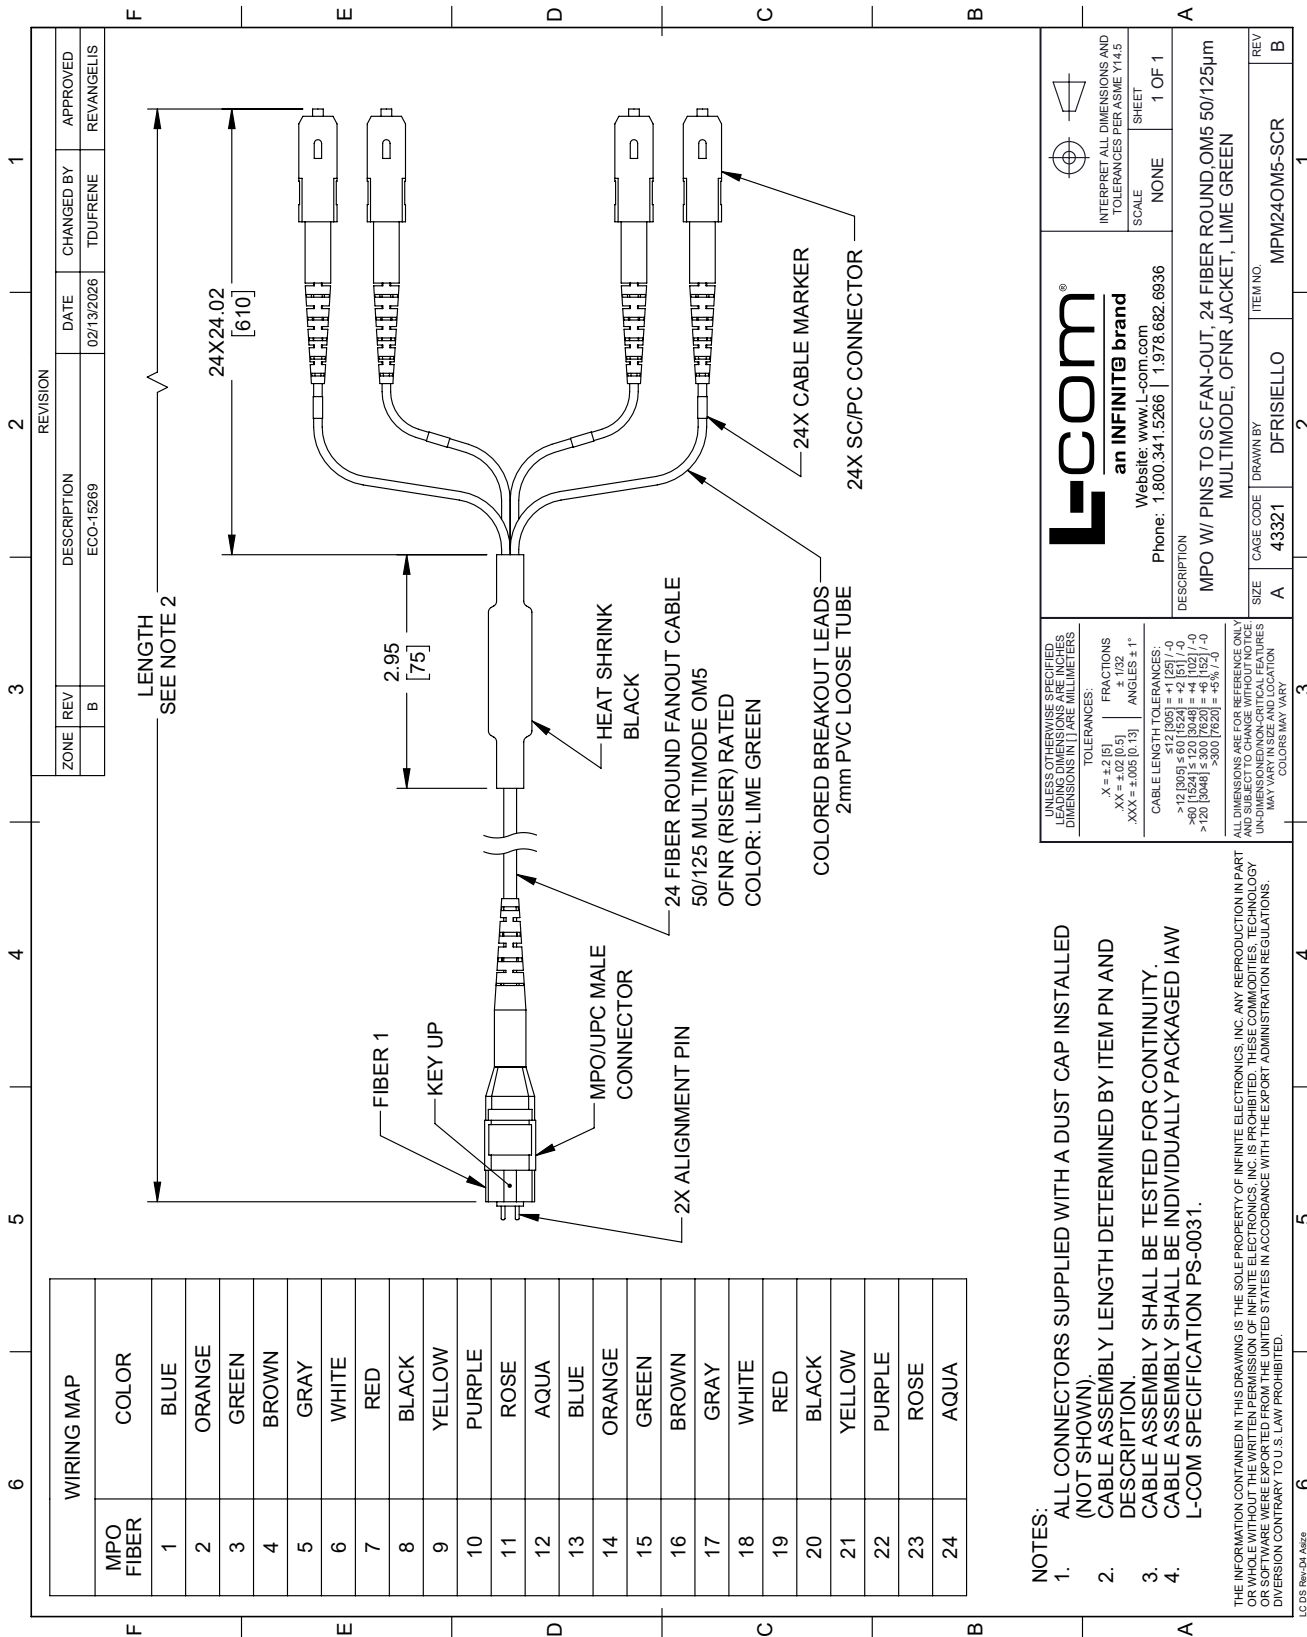 6
5
4
3
2
1
F
E
D
C
B
A
REVISION
ZONE REV DESCRIPTION DATE CHANGED BY APPROVED
B ECO-15269 02/13/2026 TDUFRENE REVANGELIS
WIRING MAP
MPO FIBER COLOR
1 BLUE
2 ORANGE
3 GREEN
4 BROWN
5 GRAY
6 WHITE
7 RED
8 BLACK
9 YELLOW
10 PURPLE
11 ROSE
12 AQUA
13 BLUE
14 ORANGE
15 GREEN
16 BROWN
17 GRAY
18 WHITE
19 RED
20 BLACK
21 YELLOW
22 PURPLE
23 ROSE
24 AQUA
LENGTH
SEE NOTE 2
24X24.02
[610]
2.95
[75]
FIBER 1
KEY UP
MPO/UPC MALE
CONNECTOR
2X ALIGNMENT PIN
HEAT SHRINK
BLACK
24 FIBER ROUND FANOUT CABLE
50/125 MULTIMODE OM5
OFNR (RISER) RATED
COLOR: LIME GREEN
COLORED BREAKOUT LEADS
2mm PVC LOOSE TUBE
24X CABLE MARKER
24X SC/PC CONNECTOR
NOTES:
1. ALL CONNECTORS SUPPLIED WITH A DUST CAP INSTALLED
(NOT SHOWN).
2. CABLE ASSEMBLY LENGTH DETERMINED BY ITEM PN AND
DESCRIPTION.
3. CABLE ASSEMBLY SHALL BE TESTED FOR CONTINUITY.
4. CABLE ASSEMBLY SHALL BE INDIVIDUALLY PACKAGED IAW
L-COM SPECIFICATION PS-0031.
THE INFORMATION CONTAINED IN THIS DRAWING IS THE SOLE PROPERTY OF INFINITE ELECTRONICS, INC. ANY REPRODUCTION IN PART
OR WHOLE WITHOUT THE WRITTEN PERMISSION OF INFINITE ELECTRONICS, INC. IS PROHIBITED. THESE COMMODITIES, TECHNOLOGY
OR SOFTWARE WERE EXPORTED FROM THE UNITED STATES IN ACCORDANCE WITH THE EXPORT ADMINISTRATION REGULATIONS.
DIVERSION CONTRARY TO U.S. LAW PROHIBITED.
UNLESS OTHERWISE SPECIFIED
LEADING DIMENSIONS ARE INCHES
DIMENSIONS IN [ ] ARE MILLIMETERS
TOLERANCES:
.X = ±.2 [5] FRACTIONS
.XX = ±.02 [0.5] ± 1/32
.XXX = ±.005 [0.13] ANGLES ± 1°
CABLE LENGTH TOLERANCES:
≤12 [305] = +1 [25] / -0
>12 [305] ≤ 60 [1524] = +2 [51] / -0
>60 [1524] ≤ 120 [3048] = +4 [102] / -0
>120 [3048] ≤ 300 [7620] = +6 [152] / -0
>300 [7620] = +5% / -0
ALL DIMENSIONS ARE FOR REFERENCE ONLY
AND SUBJECT TO CHANGE WITHOUT NOTICE.
UN-DIMENSIONED/NON-CRITICAL FEATURES
MAY VARY IN SIZE AND LOCATION
COLORS MAY VARY
L-com®
an INFINITE brand
Website: www.L-com.com
Phone: 1.800.341.5266 | 1.978.682.6936
INTERPRET ALL DIMENSIONS AND
TOLERANCES PER ASME Y14.5
SCALE NONE
SHEET 1 OF 1
DESCRIPTION
MPO W/ PINS TO SC FAN-OUT, 24 FIBER ROUND,OM5 50/125µm
MULTIMODE, OFNR JACKET, LIME GREEN
SIZE A
CAGE CODE 43321
DRAWN BY DFRISIELLO
ITEM NO. MPM24OM5-SCR
REV B
F
E
D
C
B
A
6
5
4
3
2
1
LC DS Rev-D4 Asize